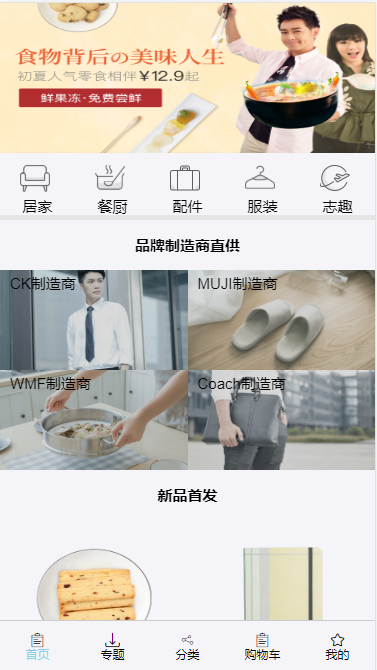 食物背后の美味人生
初夏人气零食相伴¥12.9起
鲜果冻·免费尝鲜
居家 餐厨 配件 服装 志趣
品牌制造商直供
CK制造商 MUJI制造商
WMF制造商 Coach制造商
新品首发
首页 专题 分类 购物车 我的